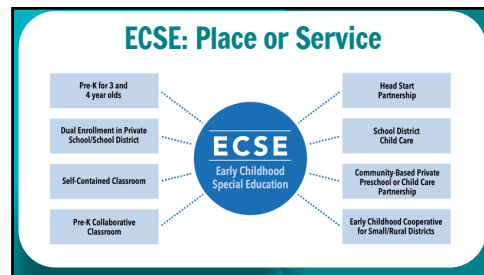 ECSE: Place or Service
Pre-K for 3 and
4 year olds
Dual Enrollment in Private
School/School District
Self-Contained Classroom
Pre-K Collaborative
Classroom
ECSE
Early Childhood
Special Education
Head Start
Partnership
School District
Child Care
Community-Based Private
Preschool or Child Care
Partnership
Early Childhood Cooperative
for Small/Rural Districts